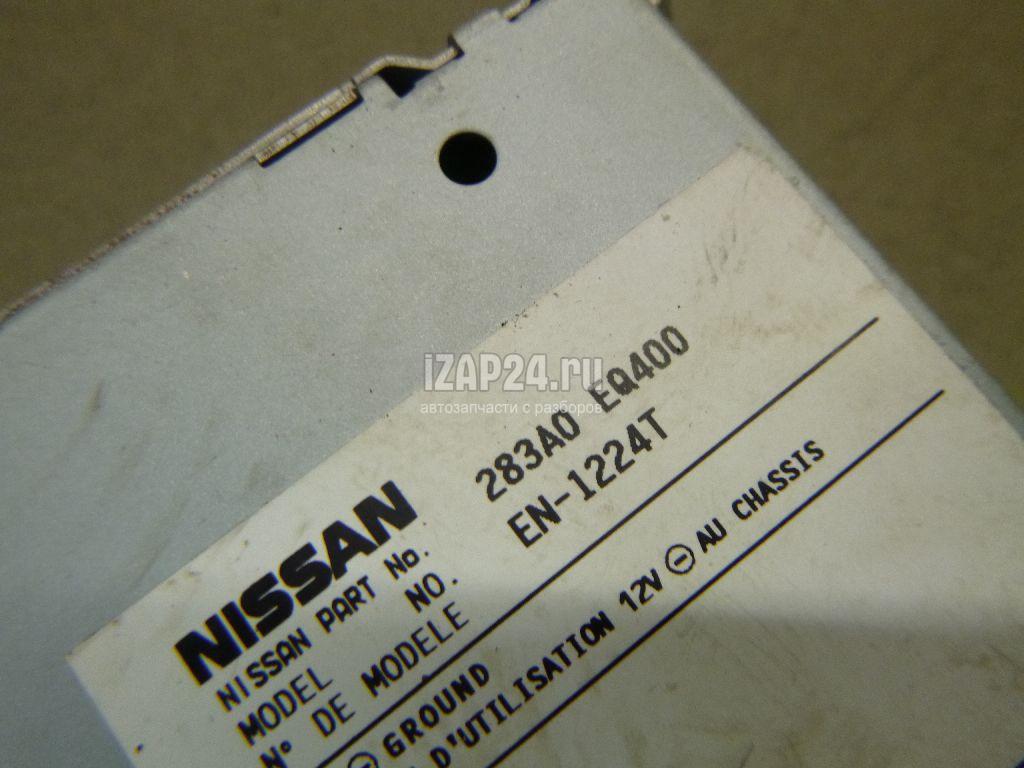 iZAP24.ru
автозапчасти с разборов
NISSAN
NISSAN PART No. 283A0 EQ400
MODEL NO. EN-1224T
N° DE MODELE
⊖ GROUND
D'UTILISATION 12V ⊖ AU CHASSIS